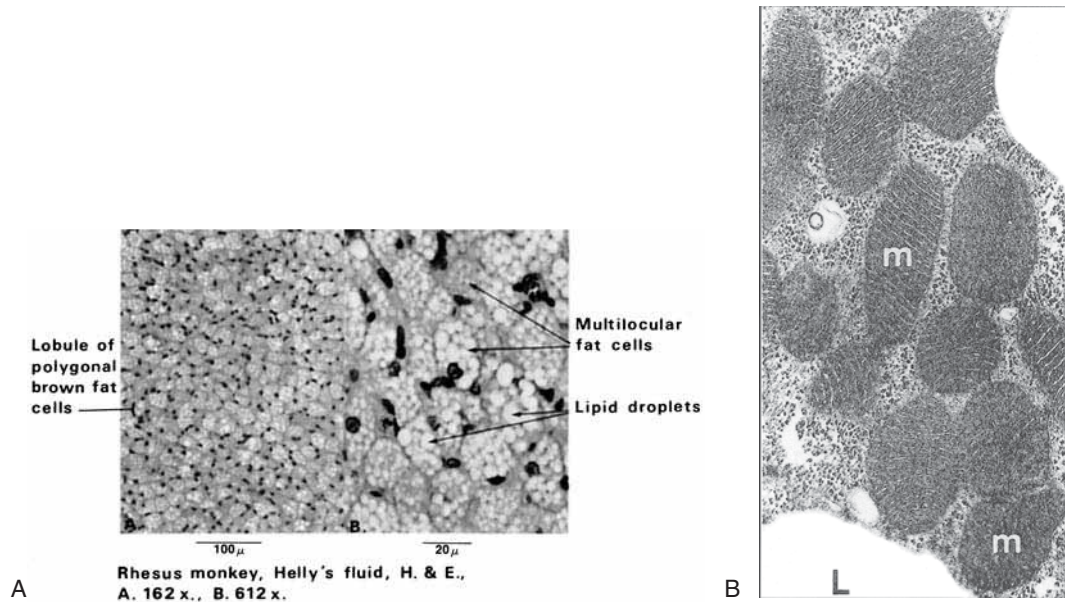 Lobule of
polygonal
brown fat
cells
Multilocular
fat cells
Lipid droplets
A
B
100μ
20μ
Rhesus monkey, Helly's fluid, H. & E.,
A. 162 x., B. 612 x.
A
B
m
m
L